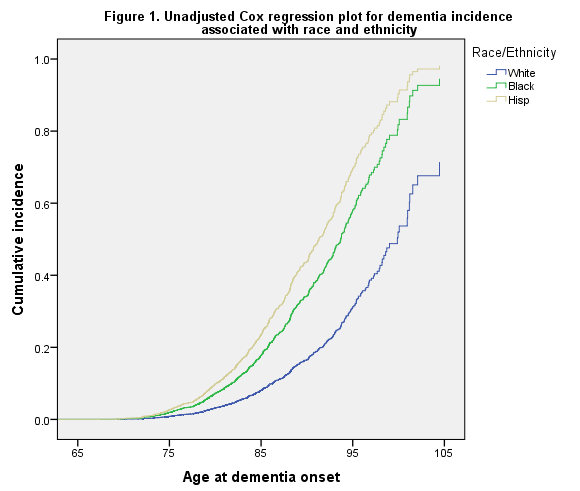 Figure 1. Unadjusted Cox regression plot for dementia incidence
associated with race and ethnicity
Race/Ethnicity
White
Black
Hisp
Cumulative incidence
1.0
0.8
0.6
0.4
0.2
0.0
65 75 85 95 105
Age at dementia onset